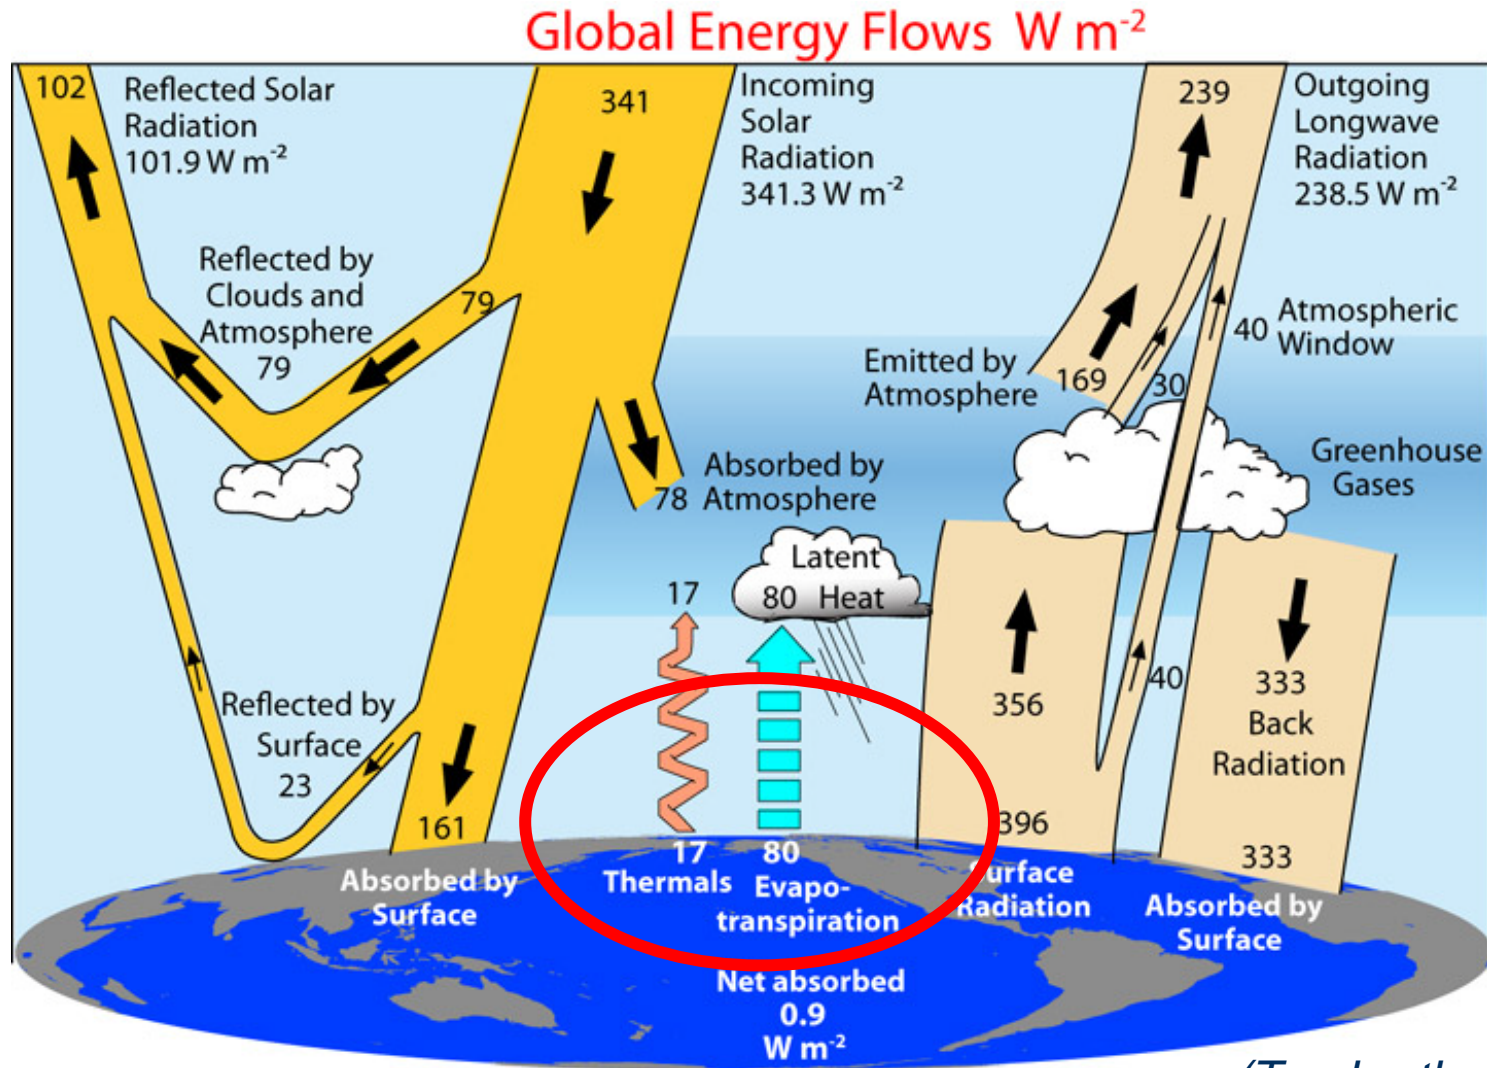 Global Energy Flows W m⁻²
102
Reflected Solar
Radiation
101.9 W m⁻²
341
Incoming
Solar
Radiation
341.3 W m⁻²
239
Outgoing
Longwave
Radiation
238.5 W m⁻²
Reflected by
Clouds and
Atmosphere
79
79
Emitted by
Atmosphere
169
30
40
Atmospheric
Window
Greenhouse
Gases
78
Absorbed by
Atmosphere
17
Latent
80 Heat
Reflected by
Surface
23
161
356
40
333
Back
Radiation
396
333
Absorbed by
Surface
17
Thermals
80
Evapo-
transpiration
Surface
Radiation
Absorbed by
Surface
Net absorbed
0.9
W m⁻²